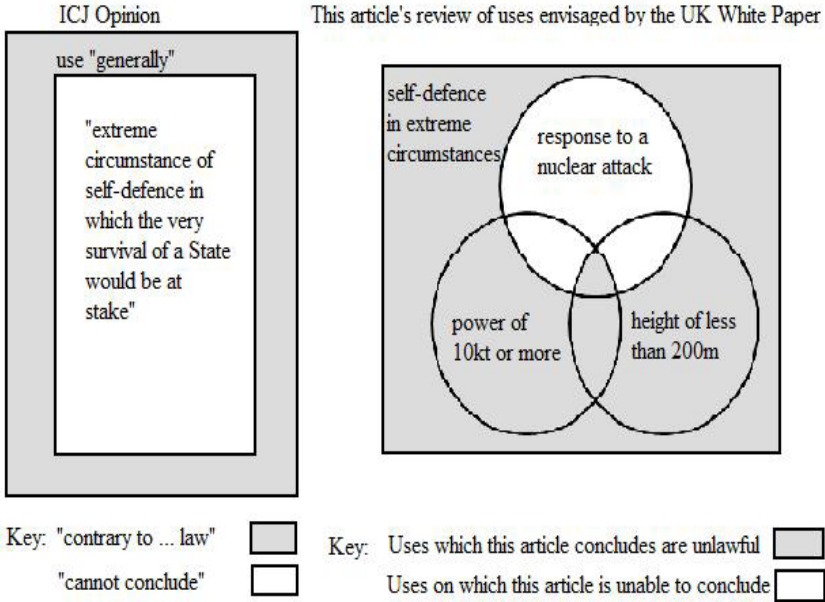 ICJ Opinion
use "generally"
"extreme
circumstance of
self-defence in
which the very
survival of a State
would be at
stake"
Key: "contrary to ... law"
"cannot conclude"
This article's review of uses envisaged by the UK White Paper
self-defence
in extreme
circumstances
response to a
nuclear attack
power of
10kt or more
height of less
than 200m
Key: Uses which this article concludes are unlawful
Uses on which this article is unable to conclude